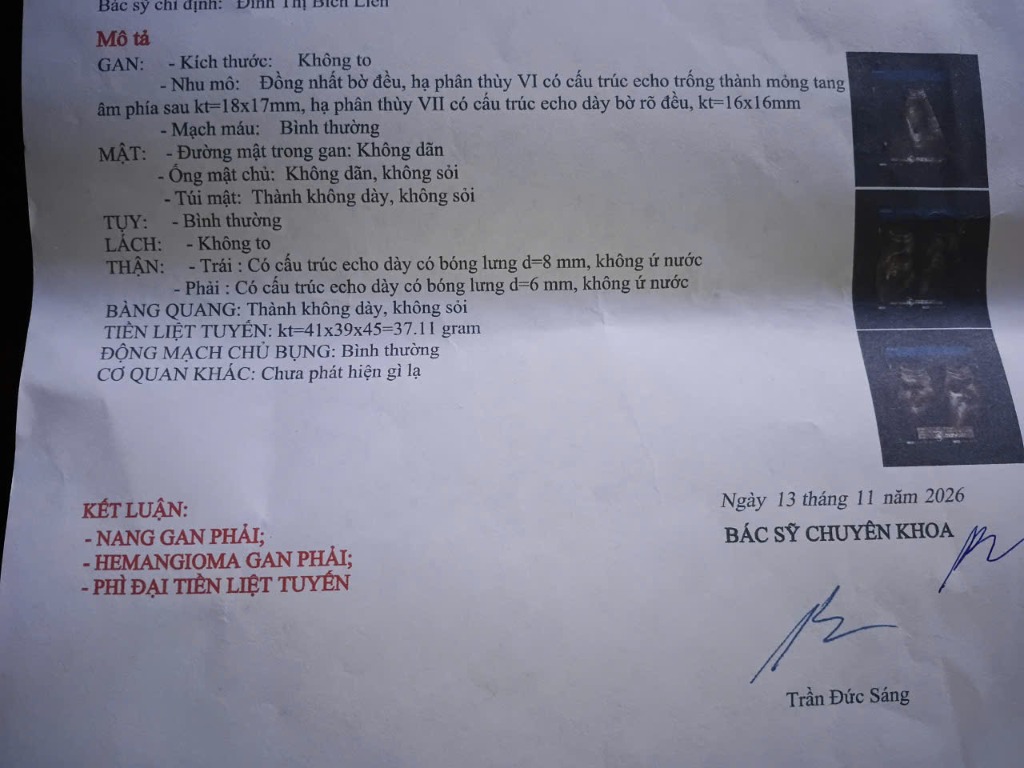 Bác sỹ chỉ định: Đinh Thị Bích Liên
Mô tả
GAN: - Kích thước: Không to
- Nhu mô: Đồng nhất bờ đều, hạ phân thùy VI có cấu trúc echo trống thành mỏng tang
âm phía sau kt=18x17mm, hạ phân thùy VII có cấu trúc echo dày bờ rõ đều, kt=16x16mm
- Mạch máu: Bình thường
MẬT: - Đường mật trong gan: Không dãn
- Ống mật chủ: Không dãn, không sỏi
- Túi mật: Thành không dày, không sỏi
TỤY: - Bình thường
LÁCH: - Không to
THẬN: - Trái : Có cấu trúc echo dày có bóng lưng d=8 mm, không ứ nước
- Phải : Có cấu trúc echo dày có bóng lưng d=6 mm, không ứ nước
BÀNG QUANG: Thành không dày, không sỏi
TIỀN LIỆT TUYẾN: kt=41x39x45=37.11 gram
ĐỘNG MẠCH CHỦ BỤNG: Bình thường
CƠ QUAN KHÁC: Chưa phát hiện gì lạ
KẾT LUẬN:
- NANG GAN PHẢI;
- HEMANGIOMA GAN PHẢI;
- PHÌ ĐẠI TIỀN LIỆT TUYẾN
Ngày 13 tháng 11 năm 2026
BÁC SỸ CHUYÊN KHOA
Trần Đức Sáng